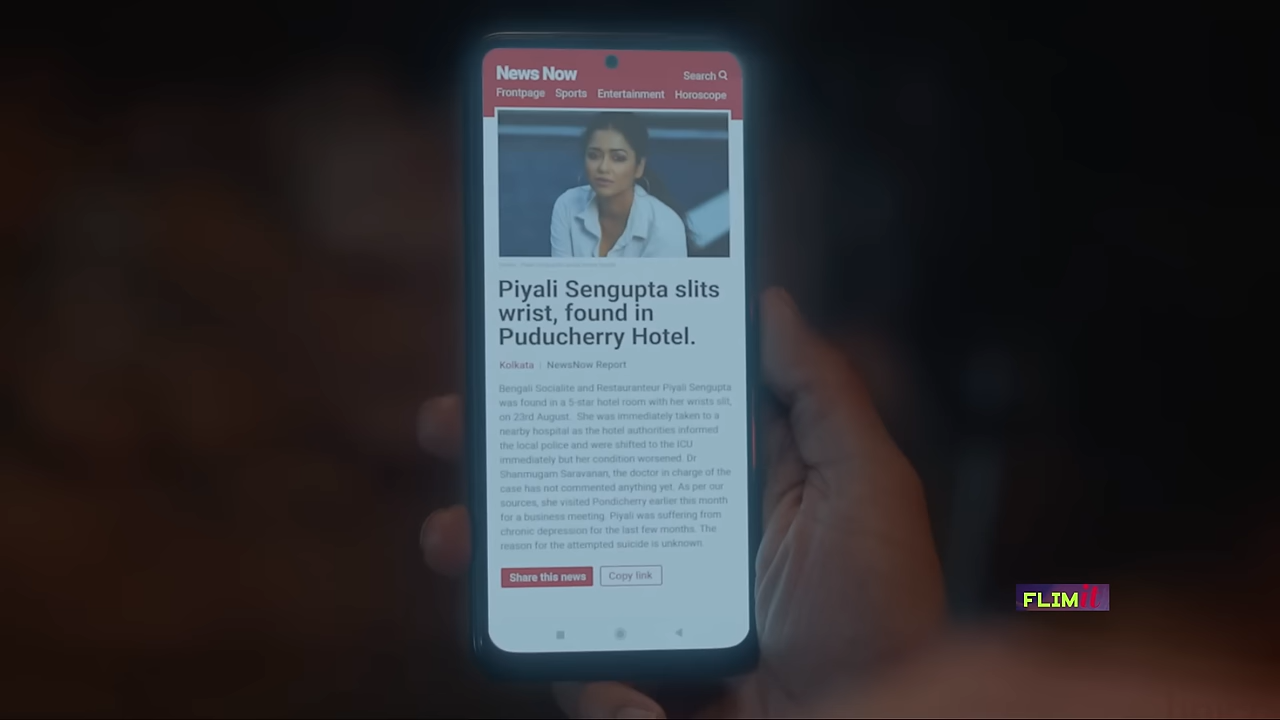 News Now
Search
Frontpage Sports Entertainment Horoscope
Piyali Sengupta slits
wrist, found in
Puducherry Hotel.
Kolkata | NewsNow Report
Bengali Socialite and Restauranteur Piyali Sengupta
was found in a 5-star hotel room with her wrists slit,
on 23rd August. She was immediately taken to a
nearby hospital as the hotel authorities informed
the local police and were shifted to the ICU
immediately but her condition worsened. Dr
Shanmugam Saravanan, the doctor in charge of the
case has not commented anything yet. As per our
sources, she visited Pondicherry earlier this month
for a business meeting. Piyali was suffering from
chronic depression for the last few months. The
reason for the attempted suicide is unknown
Share this news Copy link
FLIMit